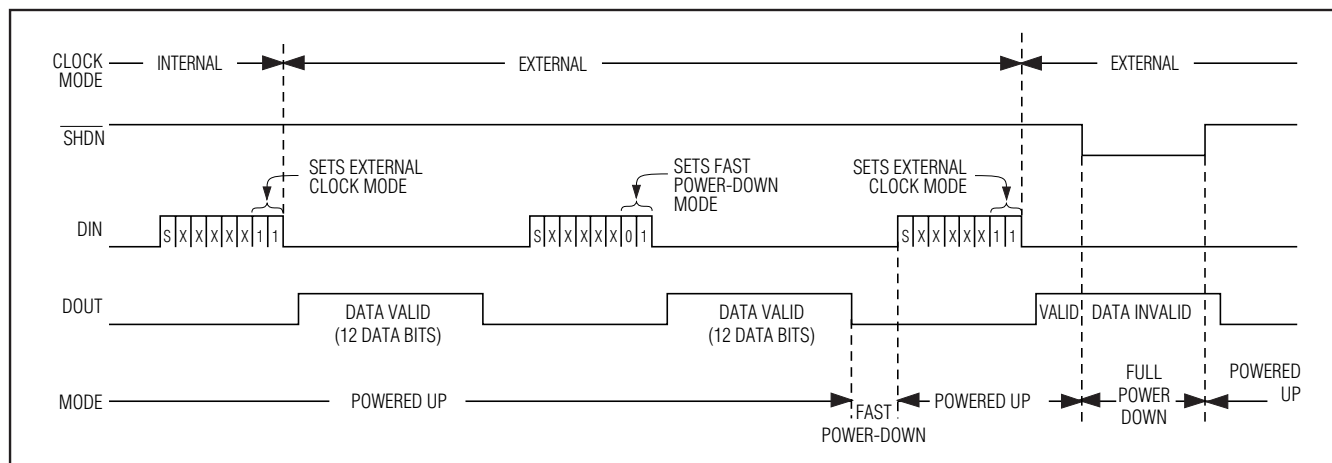 CLOCK
MODE
INTERNAL
EXTERNAL
EXTERNAL
SHDN
SETS EXTERNAL
CLOCK MODE
SETS FAST
POWER-DOWN
MODE
SETS EXTERNAL
CLOCK MODE
DIN
S X X X X X 1 1
S X X X X X 0 1
S X X X X X 1 1
DOUT
DATA VALID
(12 DATA BITS)
DATA VALID
(12 DATA BITS)
VALID
DATA INVALID
MODE
POWERED UP
FAST
POWER-DOWN
POWERED UP
FULL
POWER
DOWN
POWERED
UP